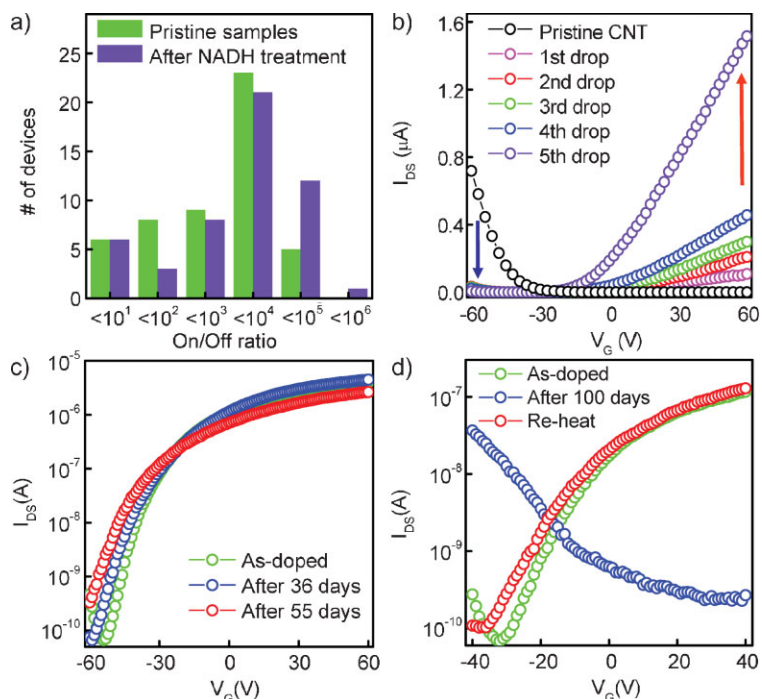 a)
Pristine samples
After NADH treatment
# of devices
25
20
15
10
5
0
<10¹ <10² <10³ <10⁴ <10⁵ <10⁶
On/Off ratio
b)
Pristine CNT
1st drop
2nd drop
3rd drop
4th drop
5th drop
I_DS (μA)
1.6
1.2
0.8
0.4
0.0
-60 -30 0 30 60
V_G (V)
c)
As-doped
After 36 days
After 55 days
I_DS(A)
10⁻⁵
10⁻⁶
10⁻⁷
10⁻⁸
10⁻⁹
10⁻¹⁰
-60 -30 0 30 60
V_G(V)
d)
As-doped
After 100 days
Re-heat
I_DS(A)
10⁻⁷
10⁻⁸
10⁻⁹
10⁻¹⁰
-40 -20 0 20 40
V_G(V)